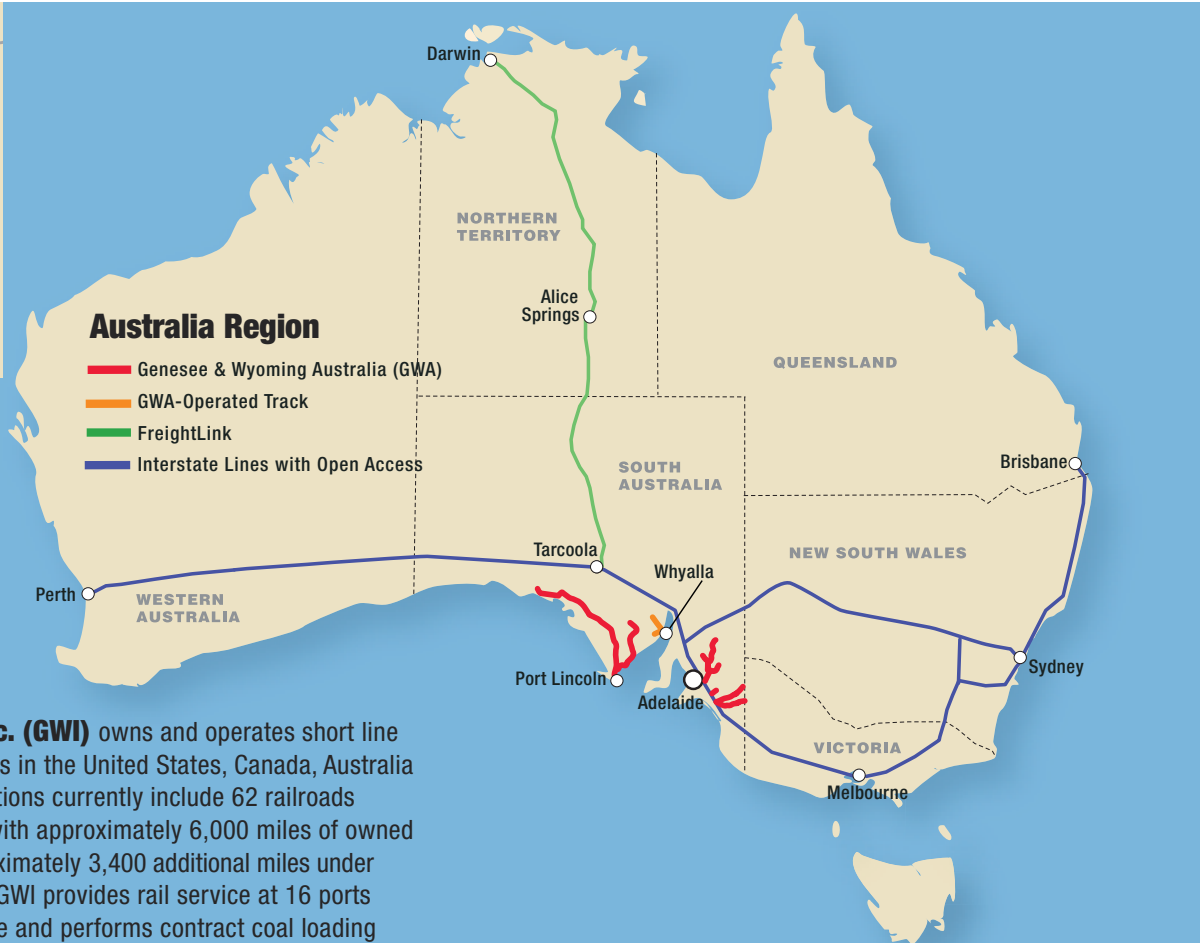 Darwin
NORTHERN
TERRITORY
Alice
Springs
Australia Region
Genesee & Wyoming Australia (GWA)
GWA-Operated Track
FreightLink
Interstate Lines with Open Access
QUEENSLAND
Brisbane
SOUTH
AUSTRALIA
NEW SOUTH WALES
Tarcoola
Whyalla
Perth
WESTERN
AUSTRALIA
Port Lincoln
Adelaide
Sydney
VICTORIA
Melbourne
c. (GWI) owns and operates short line
s in the United States, Canada, Australia
tions currently include 62 railroads
with approximately 6,000 miles of owned
ximately 3,400 additional miles under
GWI provides rail service at 16 ports
e and performs contract coal loading